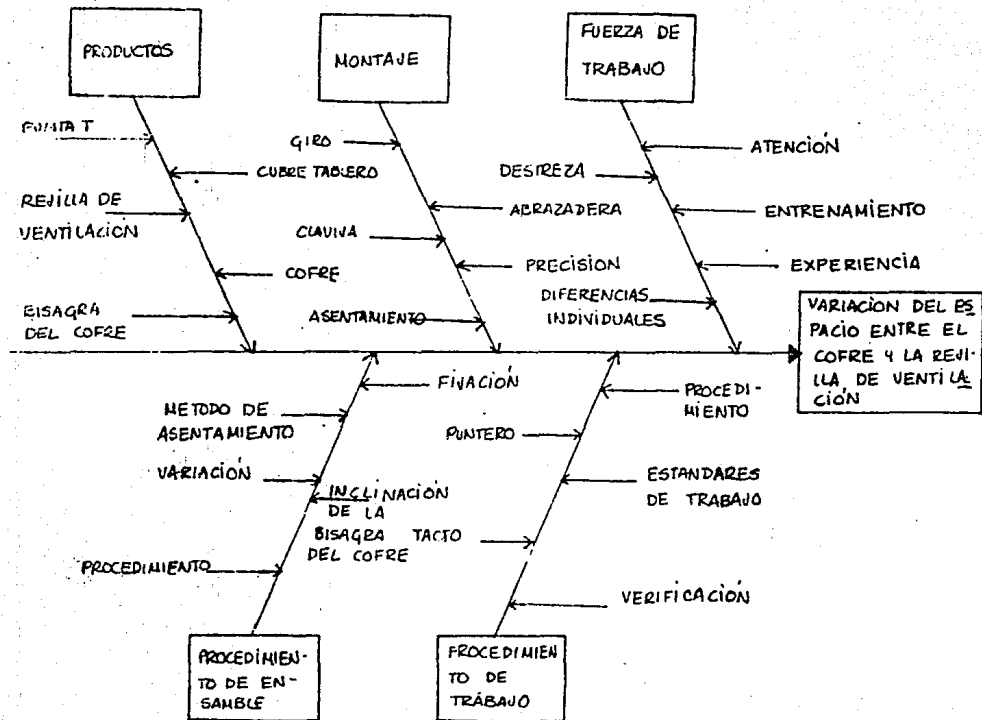 PRODUCTOS
MONTAJE
FUERZA DE
TRABAJO
CUBRE TABLERO
REJILLA DE
VENTILACIÓN
COFRE
BISAGRA
DEL COFRE
GIRO
ABRAZADERA
CLAVIVA
PRECISION
ASENTAMIENTO
ATENCIÓN
DESTREZA
ENTRENAMIENTO
EXPERIENCIA
DIFERENCIAS
INDIVIDUALES
VARIACION DEL ES
PACIO ENTRE EL
COFRE Y LA REJI-
LLA DE VENTILA
CIÓN
FIJACIÓN
METODO DE
ASENTAMIENTO
VARIACIÓN
INCLINACIÓN
DE LA
BISAGRA
DEL COFRE
PROCEDIMIENTO
PROCEDI-
MIENTO
PUNTERO
ESTANDARES
DE TRABAJO
TACTO
VERIFICACIÓN
PROCEDIMIEN-
TO DE EN-
SAMBLE
PROCEDIMIEN
TO DE
TRABAJO